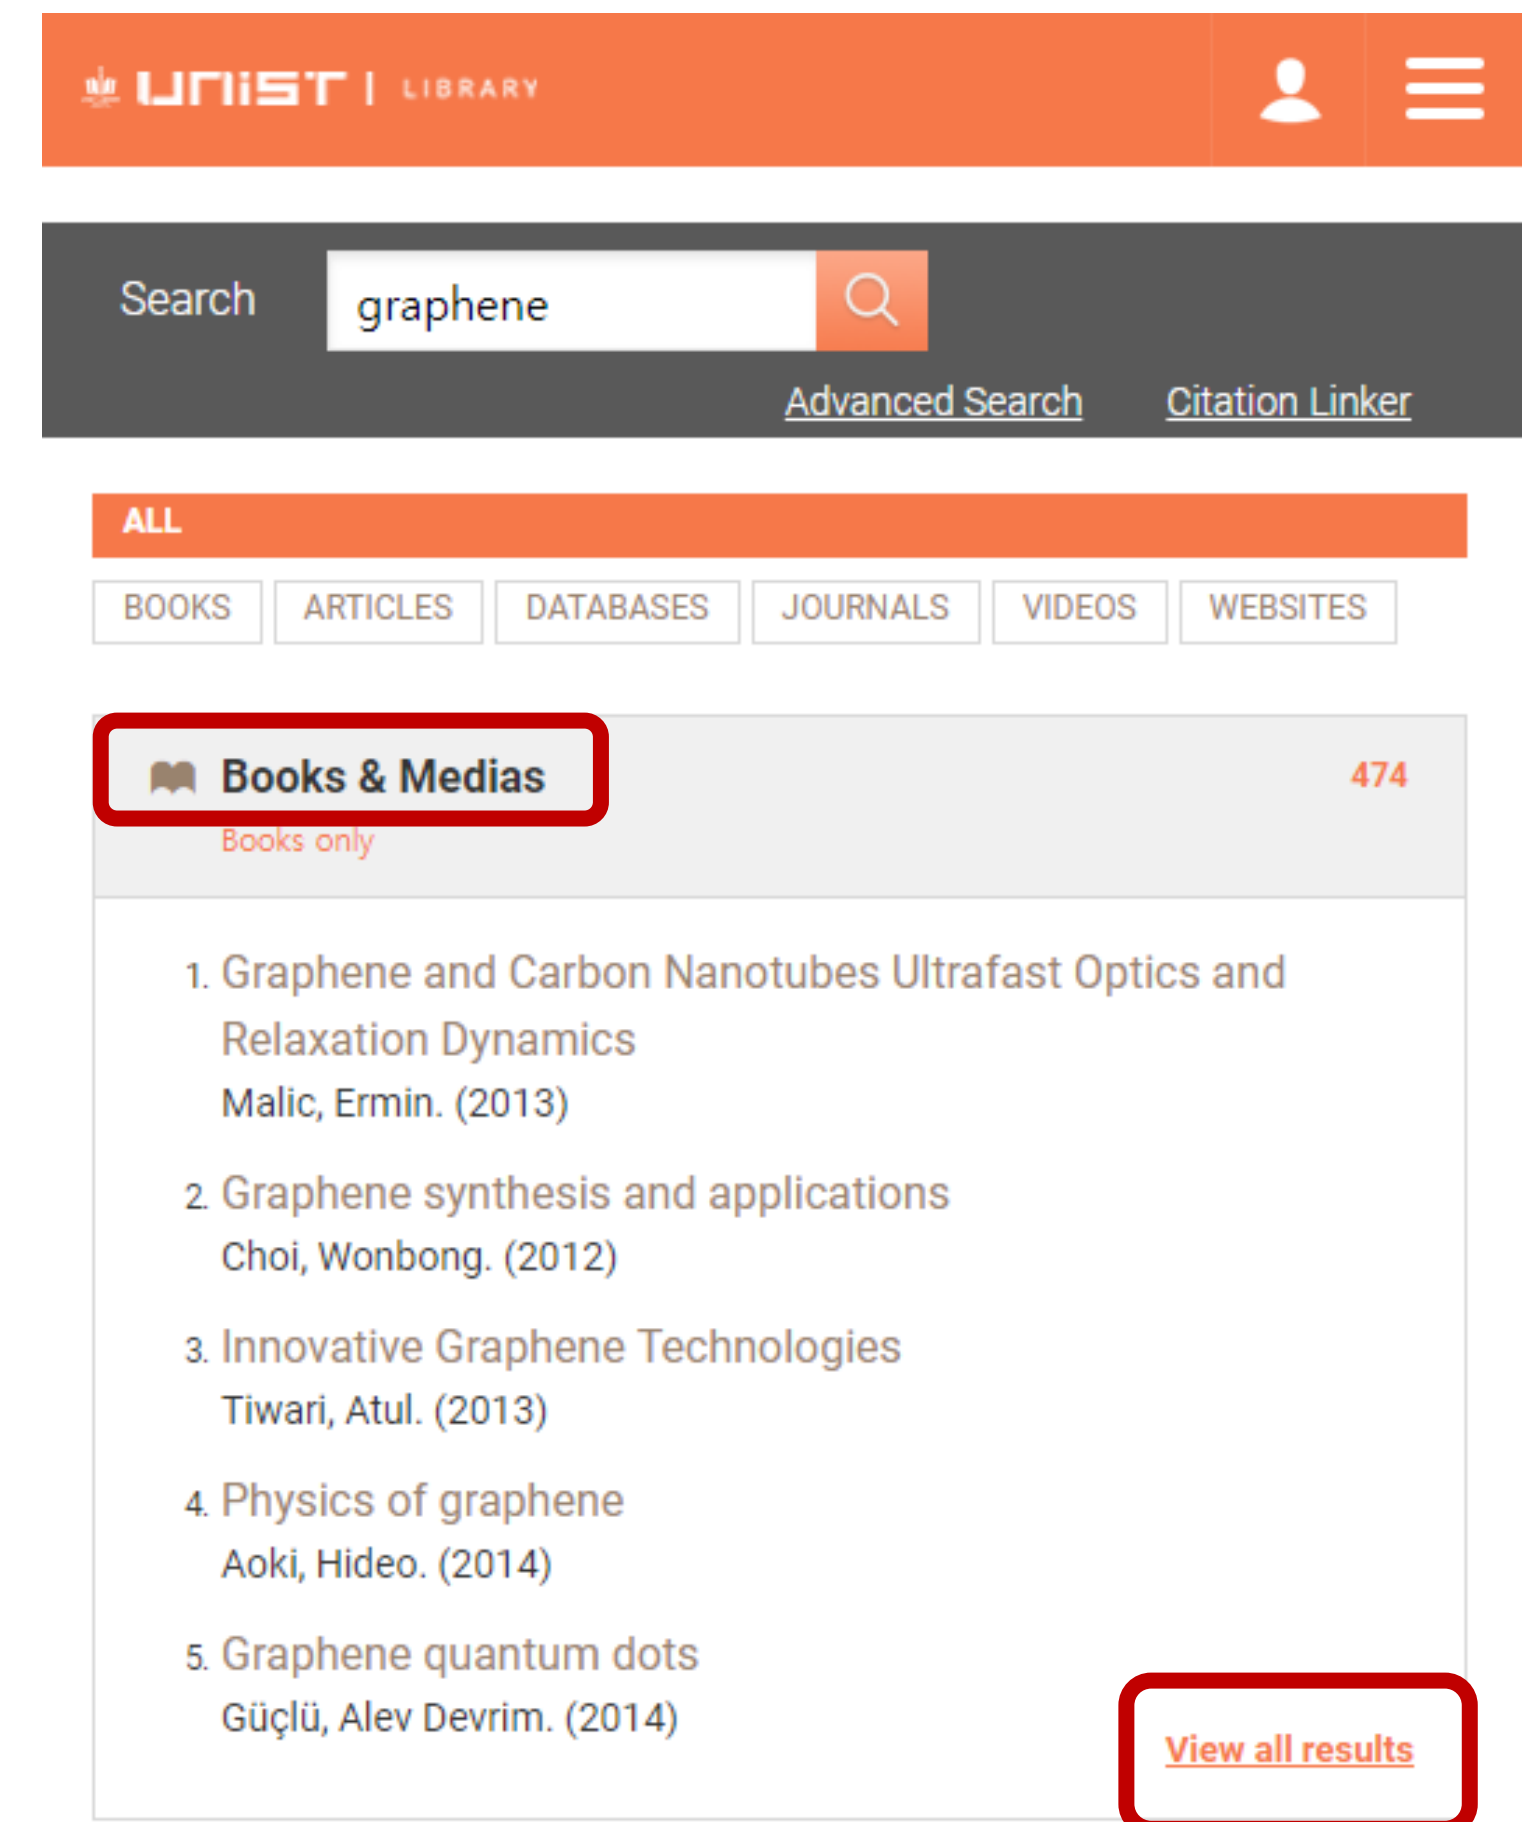 UNIST | LIBRARY
Search graphene
Advanced Search Citation Linker
ALL
BOOKS ARTICLES DATABASES JOURNALS VIDEOS WEBSITES
Books & Medias 474
Books only
1. Graphene and Carbon Nanotubes Ultrafast Optics and
Relaxation Dynamics
Malic, Ermin. (2013)
2. Graphene synthesis and applications
Choi, Wonbong. (2012)
3. Innovative Graphene Technologies
Tiwari, Atul. (2013)
4. Physics of graphene
Aoki, Hideo. (2014)
5. Graphene quantum dots
Güçlü, Alev Devrim. (2014)
View all results